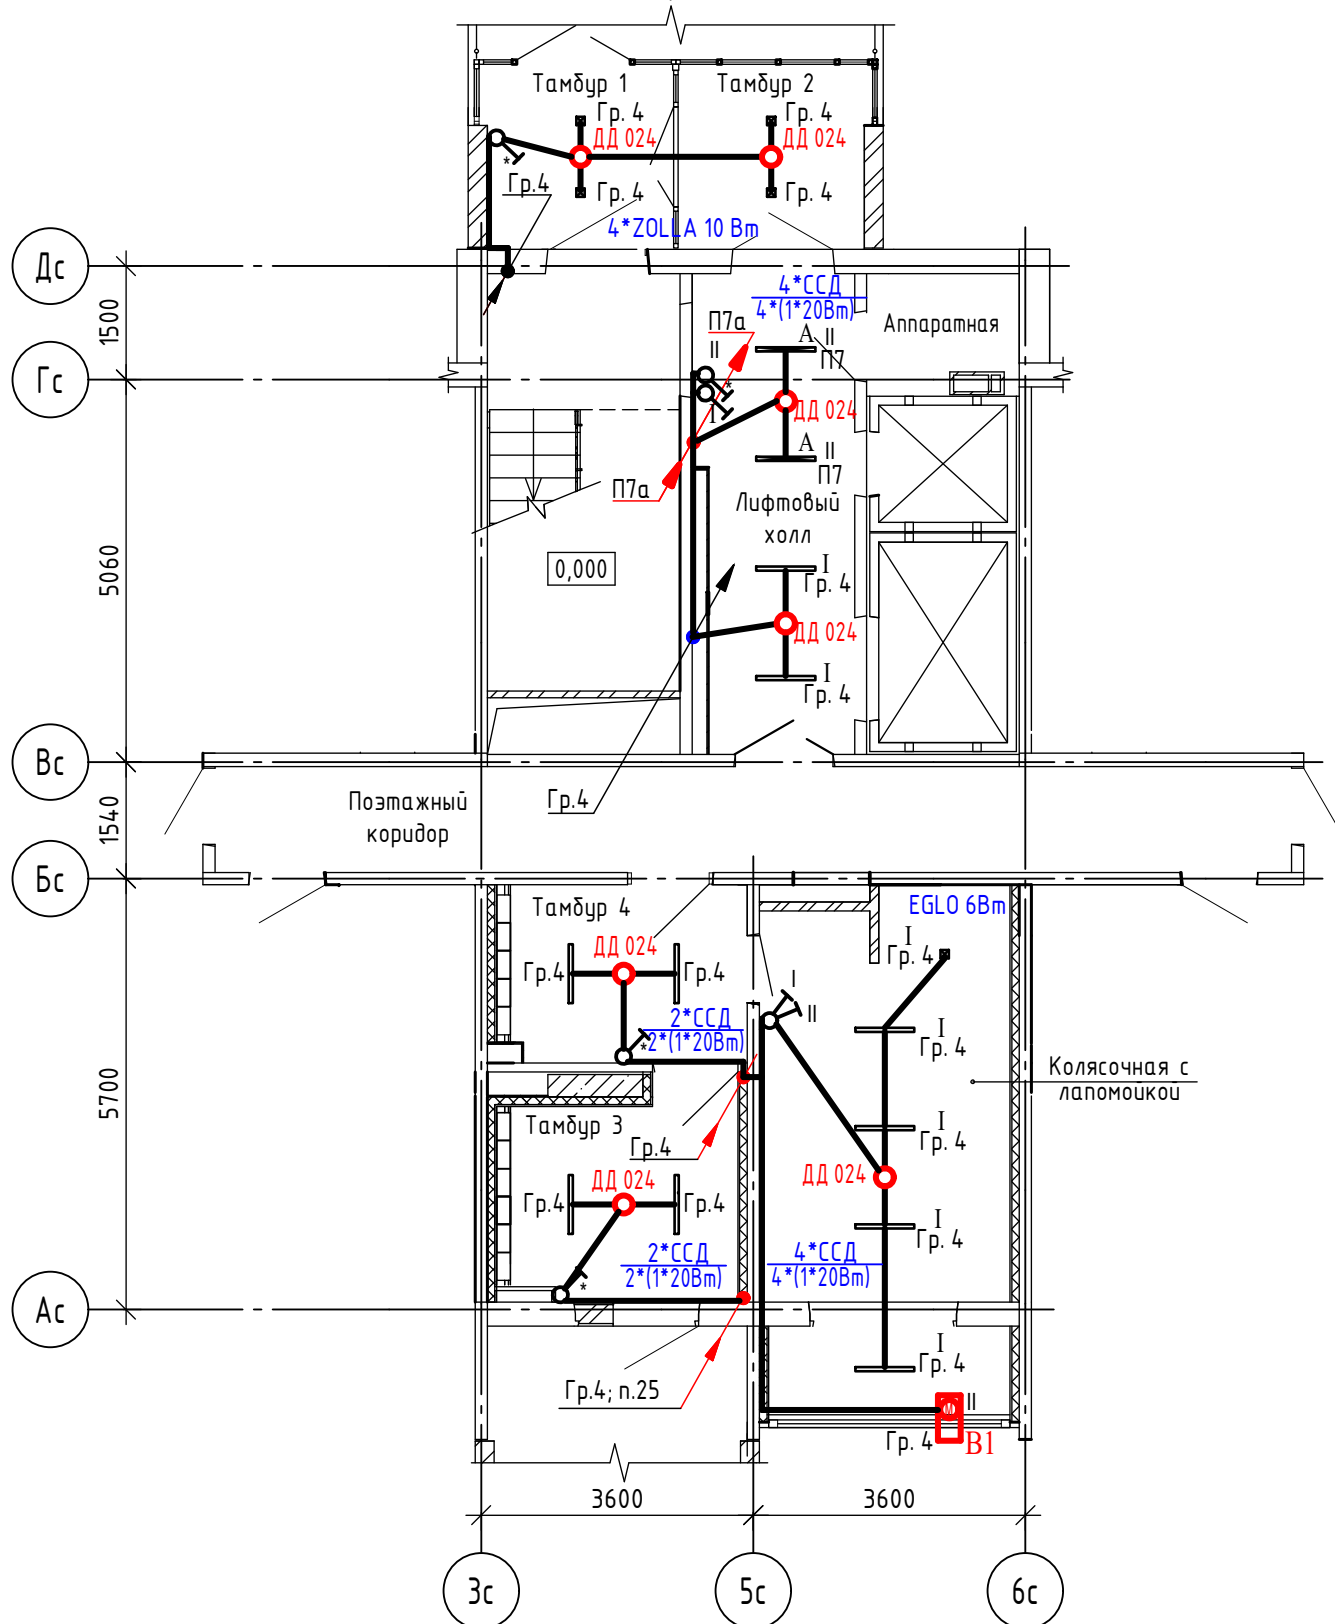 Тамбур 1
Тамбур 2
Гр. 4
Гр. 4
ДД 024
ДД 024
*
Гр.4
Гр. 4
Гр. 4
4*ZOLLA 10 Вт
Дс
4*ССД
4*(1*20Вт)
1500
П7а
А
II
Аппаратная
II
П7
Гс
*
I
ДД 024
А
II
П7
П7а
Лифтовый
холл
5060
0,000
I
Гр. 4
ДД 024
I
Гр. 4
Вс
Гр.4
Поэтажный
коридор
1540
Бс
Тамбур 4
EGLO 6Вт
ДД 024
I
Гр. 4
Гр.4
Гр.4
I
II
2*ССД
2*(1*20Вт)
*
I
Гр. 4
Колясочная с
лапомойкой
5700
Тамбур 3
I
Гр. 4
Гр.4
ДД 024
ДД 024
Гр.4
Гр.4
I
Гр. 4
2*ССД
2*(1*20Вт)
4*ССД
4*(1*20Вт)
*
Ас
I
Гр. 4
Гр.4; п.25
М
II
Гр. 4
В1
3600
3600
3с
5с
6с